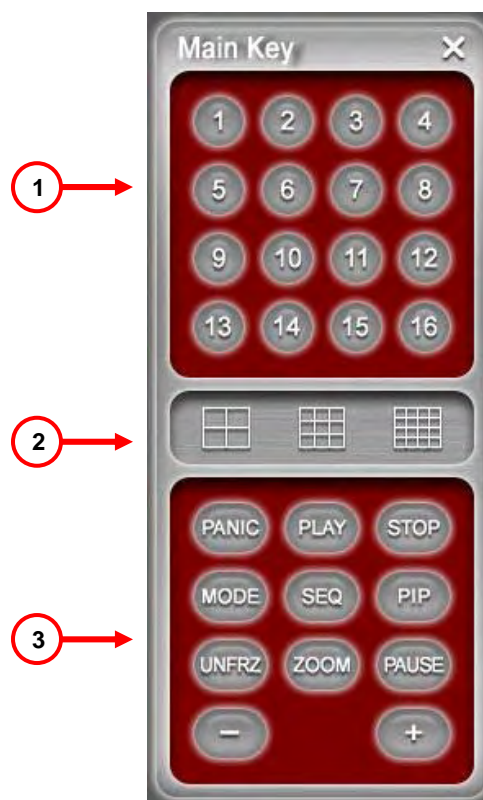 Main Key ×
1 2 3 4
1
5 6 7 8
9 10 11 12
13 14 15 16
2
PANIC PLAY STOP
MODE SEQ PIP
3
UNFRZ ZOOM PAUSE
− +